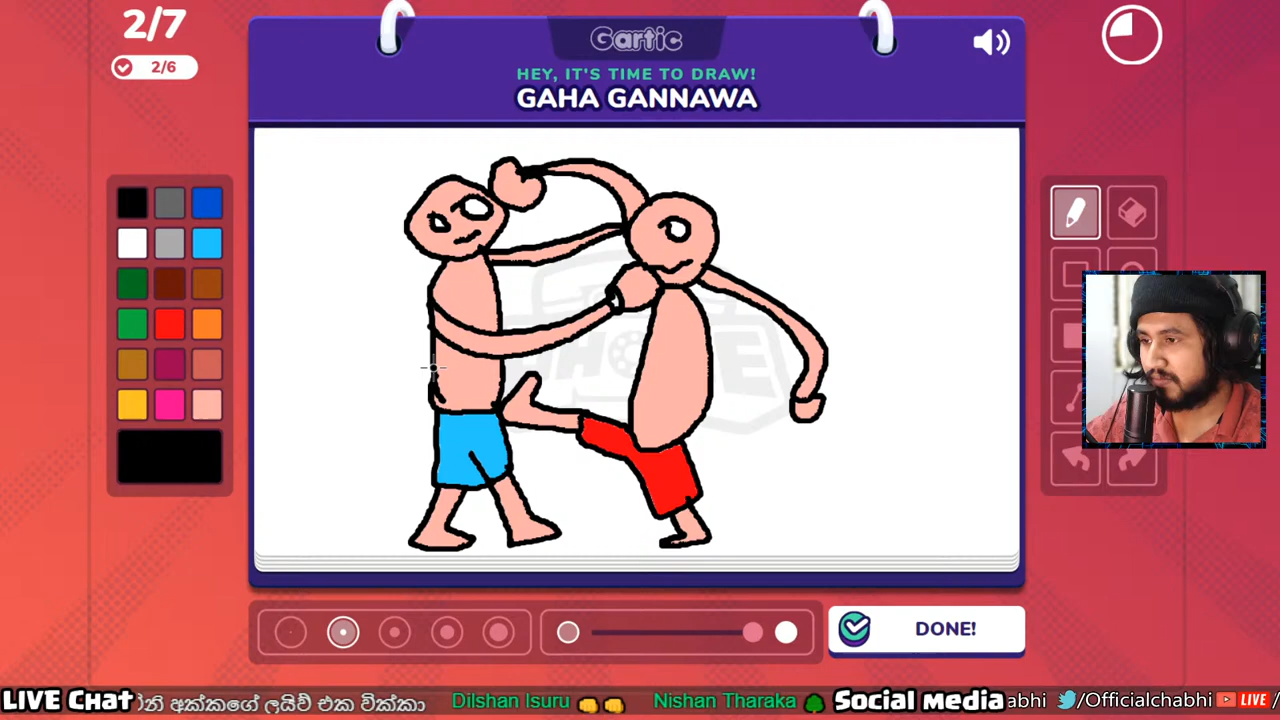 2/7
2/6
Gartic
HEY, IT'S TIME TO DRAW!
GAHA GANNAWA
DONE!
LIVE Chat ානි අක්කගේ ලයිව් එක වික්කා Dilshan Isuru 👊👊 Nishan Tharaka 🌳 Social Media abhi /Officialchabhi LIVE /